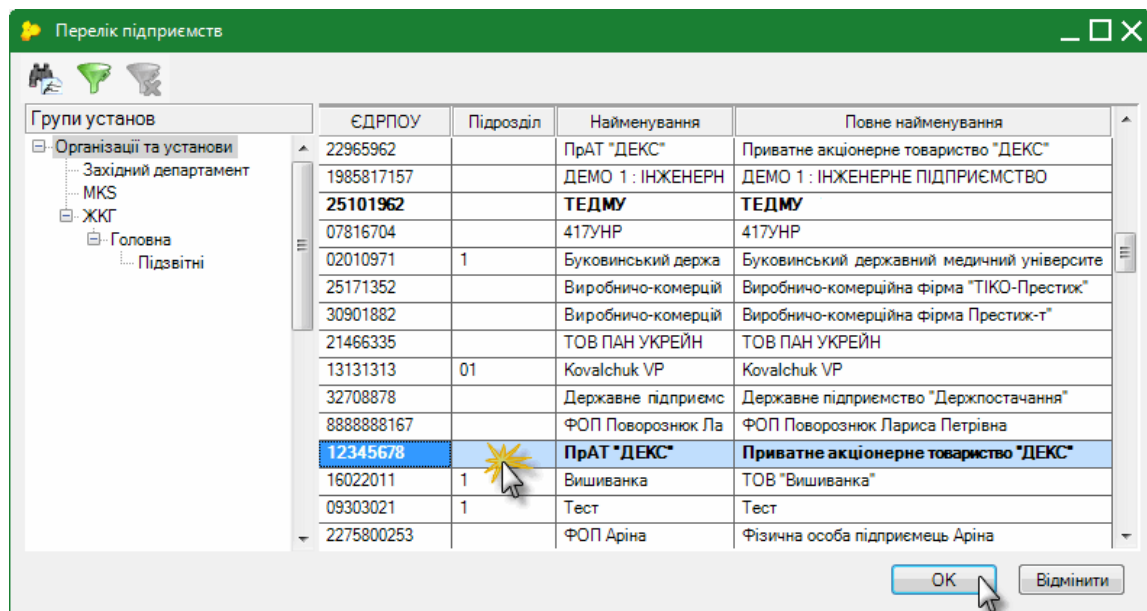 Перелік підприємств
Групи установ
Організації та установи
Західний департамент
MKS
ЖКГ
Головна
Підзвітні
ЄДРПОУ Підрозділ Найменування Повне найменування
22965962 ПрАТ "ДЕКС" Приватне акціонерне товариство "ДЕКС"
1985817157 ДЕМО 1 : ІНЖЕНЕРН ДЕМО 1 : ІНЖЕНЕРНЕ ПІДПРИЄМСТВО
25101962 ТЕДМУ ТЕДМУ
07816704 417УНР 417УНР
02010971 1 Буковинський держа Буковинський державний медичний університе
25171352 Виробничо-комерцій Виробничо-комерційна фірма "ТІКО-Престиж"
30901882 Виробничо-комерцій Виробничо-комерційна фірма Престиж-т"
21466335 ТОВ ПАН УКРЕЙН ТОВ ПАН УКРЕЙН
13131313 01 Kovalchuk VP Kovalchuk VP
32708878 Державне підприємс Державне підприємство "Держпостачання"
8888888167 ФОП Поворознюк Ла ФОП Поворознюк Лариса Петрівна
12345678 ПрАТ "ДЕКС" Приватне акціонерне товариство "ДЕКС"
16022011 1 Вишиванка ТОВ "Вишиванка"
09303021 1 Тест Тест
2275800253 ФОП Аріна Фізична особа підприємець Аріна
OK Відмінити